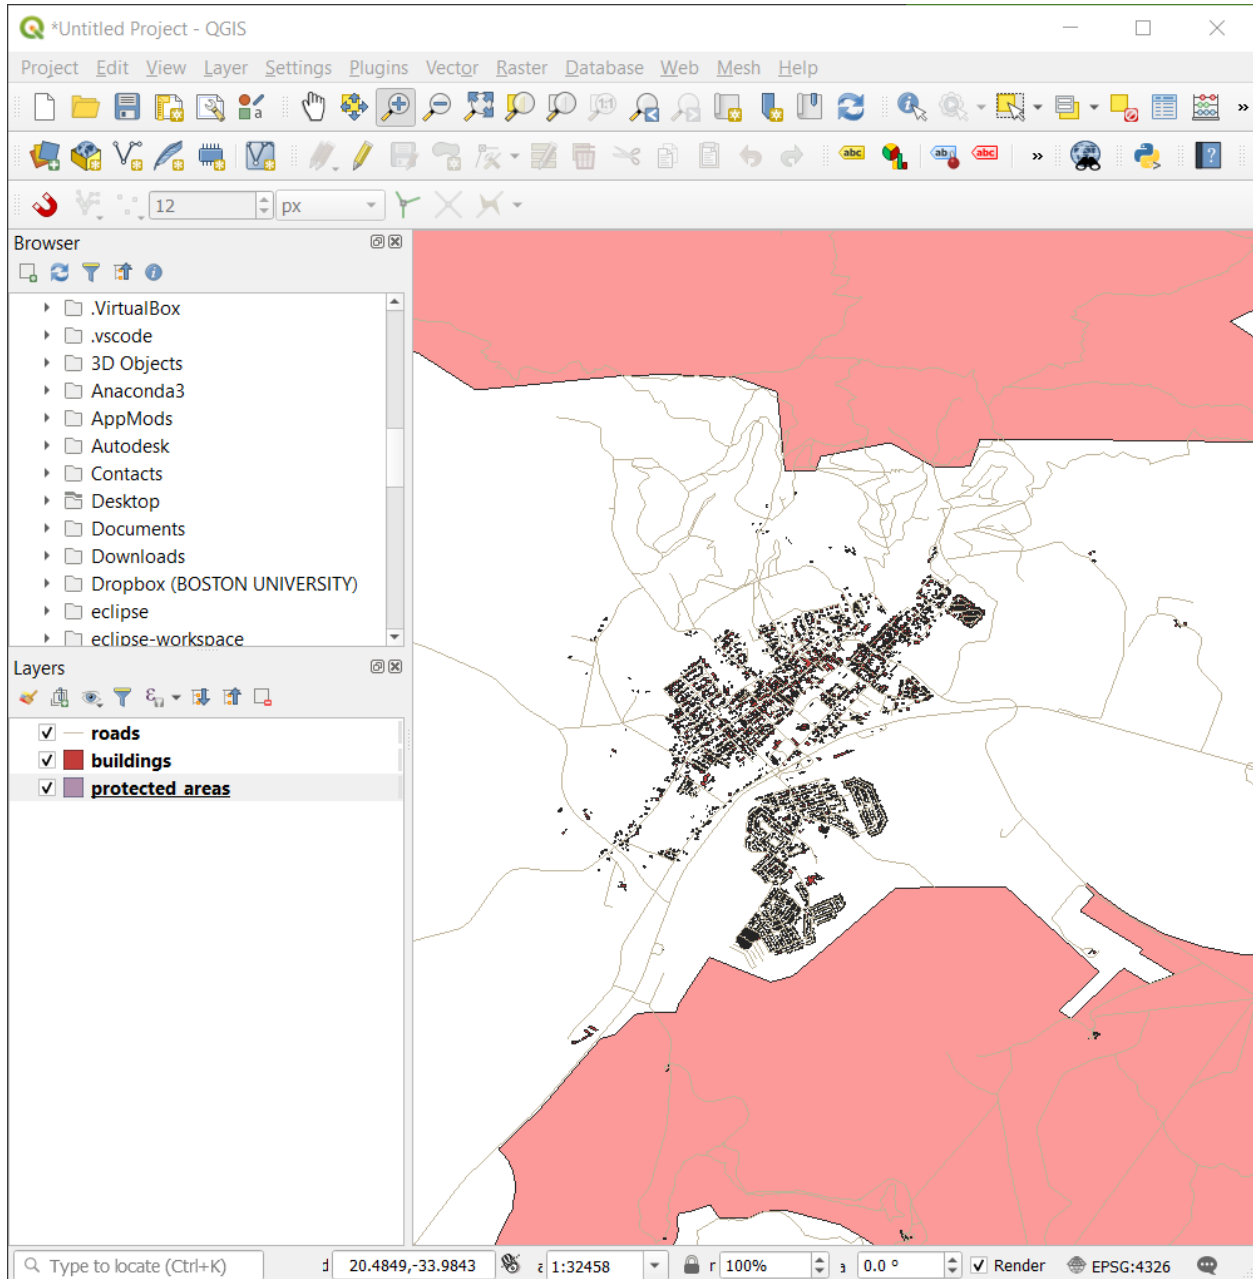 *Untitled Project - QGIS
Project Edit View Layer Settings Plugins Vector Raster Database Web Mesh Help
12 px
Browser
.VirtualBox
.vscode
3D Objects
Anaconda3
AppMods
Autodesk
Contacts
Desktop
Documents
Downloads
Dropbox (BOSTON UNIVERSITY)
eclipse
eclipse-workspace
Layers
roads
buildings
protected_areas
Type to locate (Ctrl+K) 20.4849,-33.9843 1:32458 r 100% 0.0 ° Render EPSG:4326